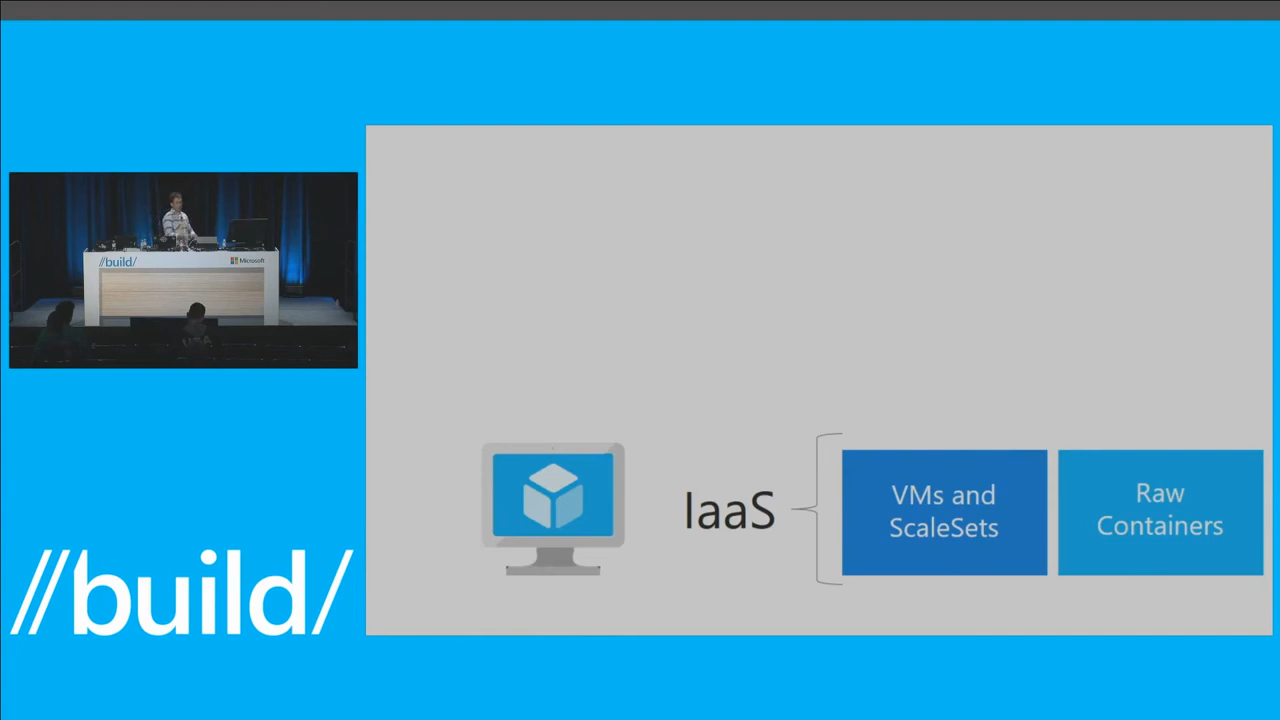 //build/
Microsoft
IaaS
VMs and
ScaleSets
Raw
Containers
//build/